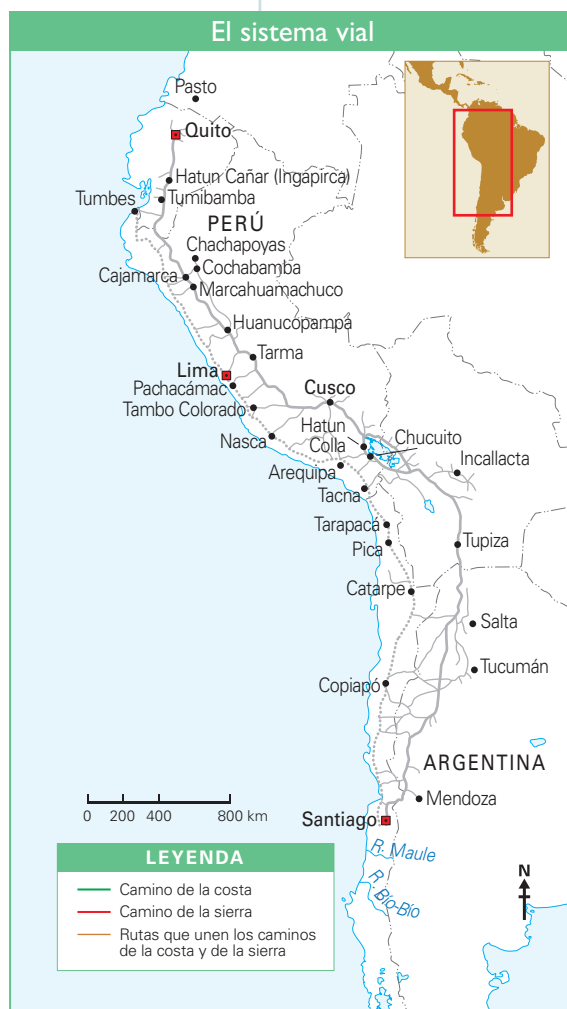 El sistema vial
Pasto
Quito
Hatun Cañar (Ingapirca)
Tumbes
Tumibamba
PERÚ
Chachapoyas
Cochabamba
Cajamarca
Marcahuamachuco
Huanucopampa
Tarma
Lima
Pachacámac
Cusco
Tambo Colorado
Hatun
Colla
Chucuito
Nasca
Incallacta
Arequipa
Tacna
Tarapacá
Pica
Tupiza
Catarpe
Salta
Tucumán
Copiapó
ARGENTINA
Mendoza
0 200 400 800 km
Santiago
R. Maule
R. Bío-Bío
N
LEYENDA
Camino de la costa
Camino de la sierra
Rutas que unen los caminos
de la costa y de la sierra